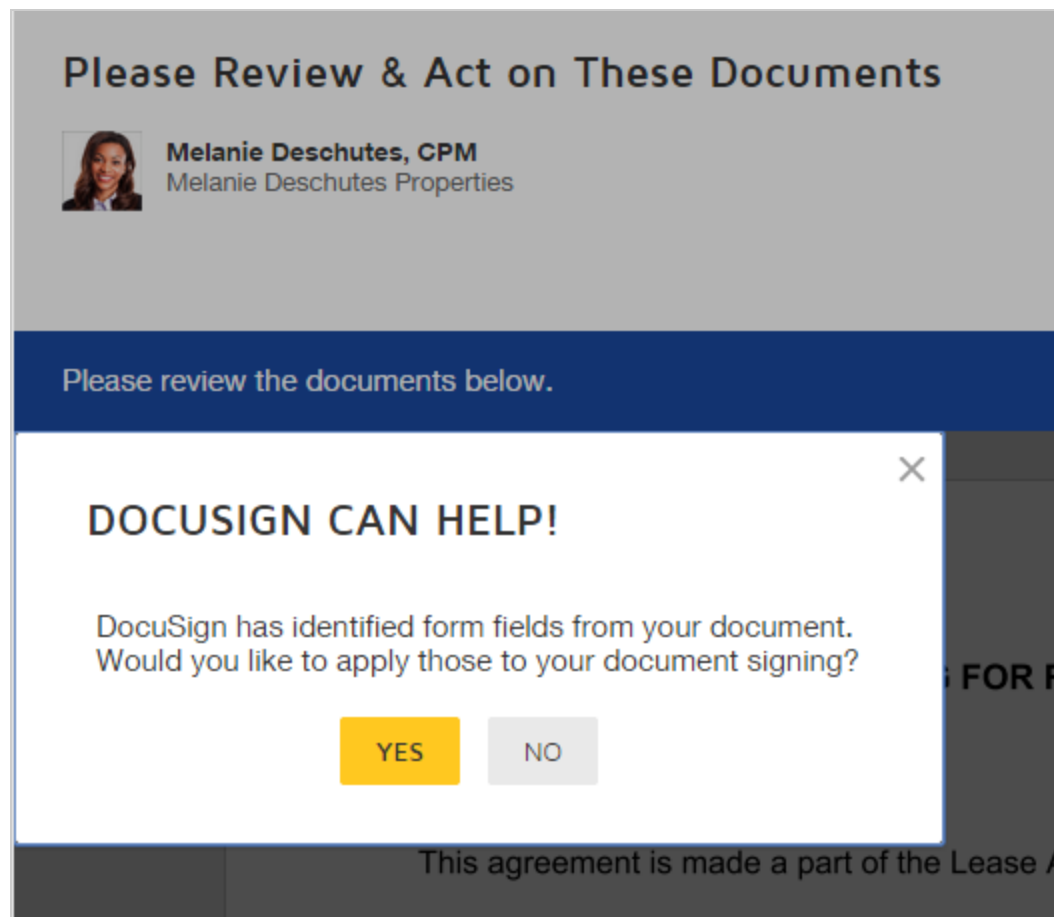 Please Review & Act on These Documents
Melanie Deschutes, CPM
Melanie Deschutes Properties
Please review the documents below.
DOCUSIGN CAN HELP!
DocuSign has identified form fields from your document.
Would you like to apply those to your document signing?
FOR
YES
NO
This agreement is made a part of the Lease